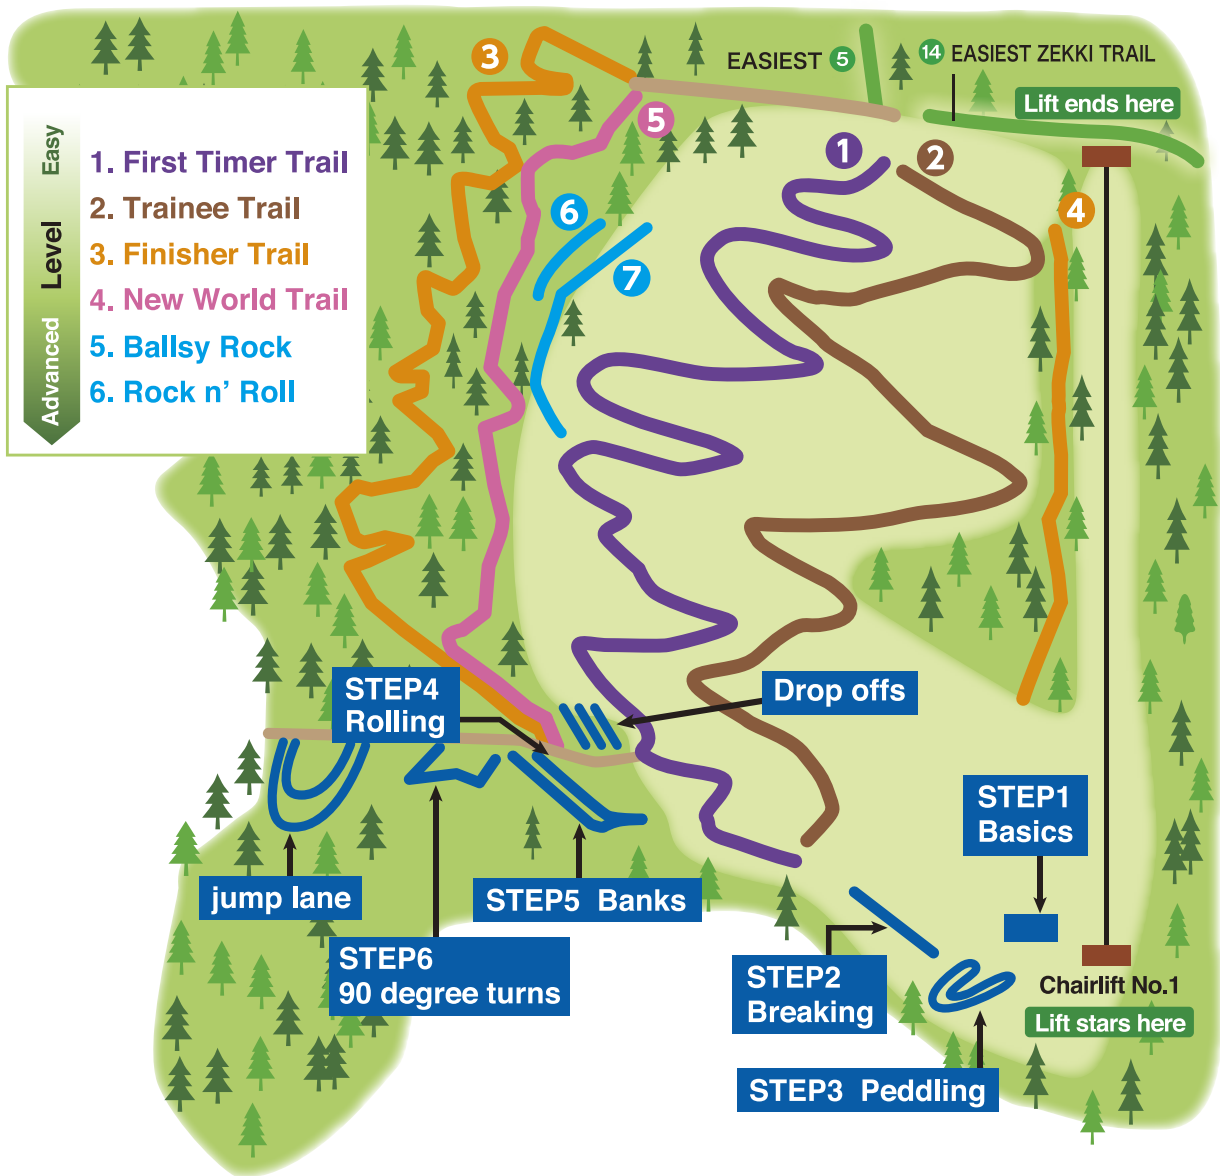 3
EASIEST 5
14 EASIEST ZEKKI TRAIL
Lift ends here
5
1
2
6
4
7
Easy
Level
Advanced
1. First Timer Trail
2. Trainee Trail
3. Finisher Trail
4. New World Trail
5. Ballsy Rock
6. Rock n' Roll
STEP4
Rolling
Drop offs
STEP1
Basics
jump lane
STEP5 Banks
STEP6
90 degree turns
STEP2
Breaking
Chairlift No.1
Lift stars here
STEP3 Peddling